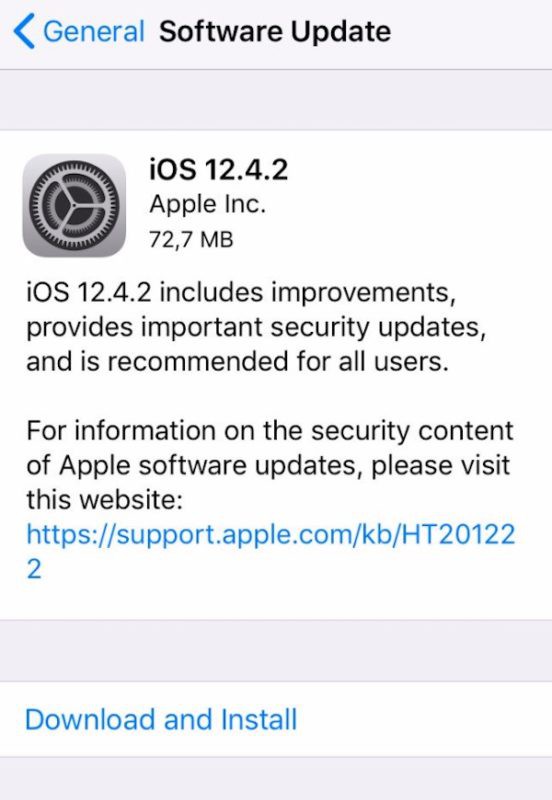 General Software Update
iOS 12.4.2
Apple Inc.
72,7 MB
iOS 12.4.2 includes improvements,
provides important security updates,
and is recommended for all users.
For information on the security content
of Apple software updates, please visit
this website:
https://support.apple.com/kb/HT20122
2
Download and Install